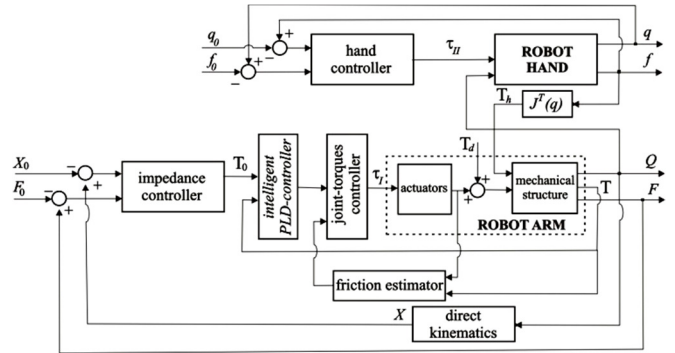 q₀
f₀
+
−
+
−
hand
controller
τ_II
ROBOT
HAND
q
f
T_h
Jᵀ(q)
X₀
F₀
−
+
−
+
impedance
controller
T₀
intelligent
PLD-controller
joint-torques
controller
τ_I
actuators
T_d
+
+
mechanical
structure
T
Q
F
ROBOT ARM
friction estimator
X
direct
kinematics